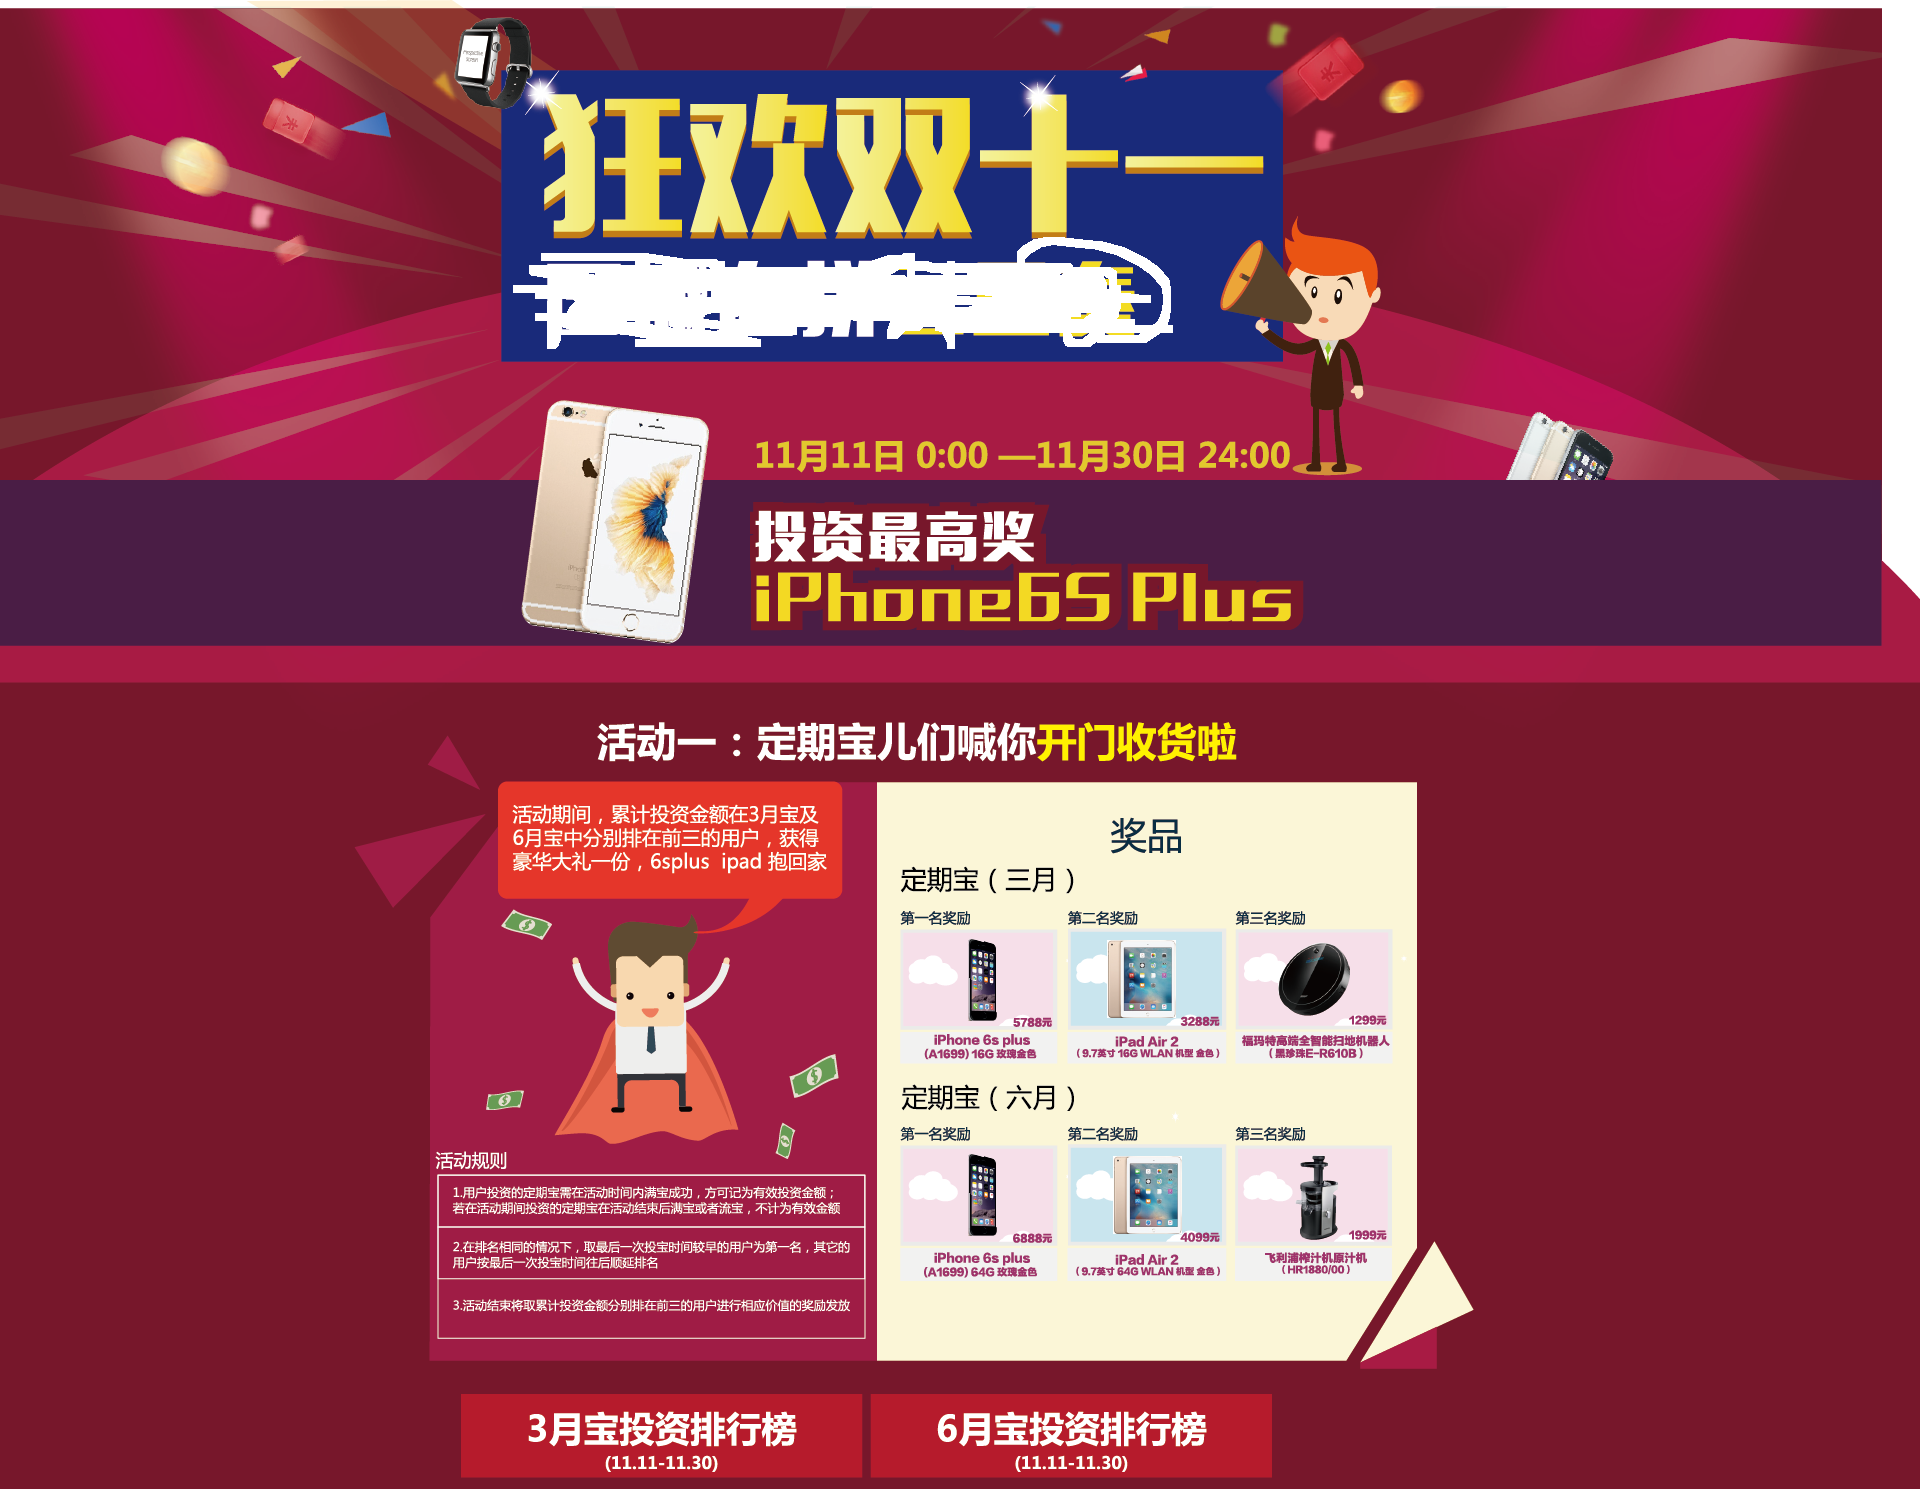 狂欢双十一
11月11日 0:00 —11月30日 24:00
投资最高奖
iPhone6S Plus
活动一：定期宝儿们喊你开门收货啦
活动期间，累计投资金额在3月宝及
6月宝中分别排在前三的用户，获得
豪华大礼一份，6splus ipad 抱回家
活动规则
1.用户投资的定期宝需在活动时间内满宝成功，方可记为有效投资金额；
若在活动期间投资的定期宝在活动结束后满宝或者流宝，不计为有效金额
2.在排名相同的情况下，取最后一次投宝时间较早的用户为第一名，其它的
用户按最后一次投宝时间往后顺延排名
3.活动结束将取累计投资金额分别排在前三的用户进行相应价值的奖励发放
奖品
定期宝（三月）
第一名奖励
5788元
iPhone 6s plus
(A1699) 16G 玫瑰金色
第二名奖励
3288元
iPad Air 2
（9.7英寸 16G WLAN 机型 金色）
第三名奖励
1299元
福玛特高端全智能扫地机器人
（黑珍珠E-R610B）
定期宝（六月）
第一名奖励
6888元
iPhone 6s plus
(A1699) 64G 玫瑰金色
第二名奖励
4099元
iPad Air 2
（9.7英寸 64G WLAN 机型 金色）
第三名奖励
1999元
飞利浦榨汁机原汁机
（HR1880/00）
3月宝投资排行榜
(11.11-11.30)
6月宝投资排行榜
(11.11-11.30)